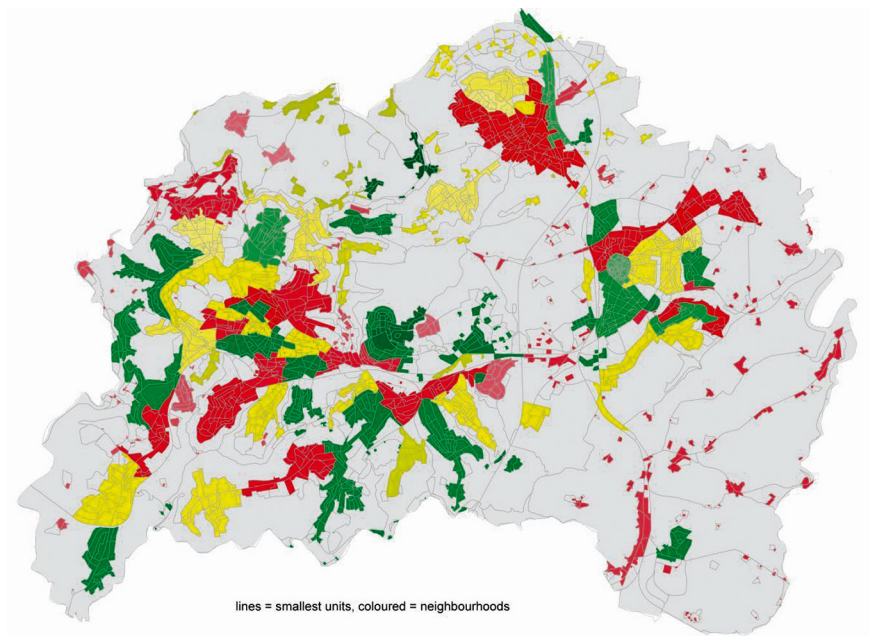 lines = smallest units, coloured = neighbourhoods